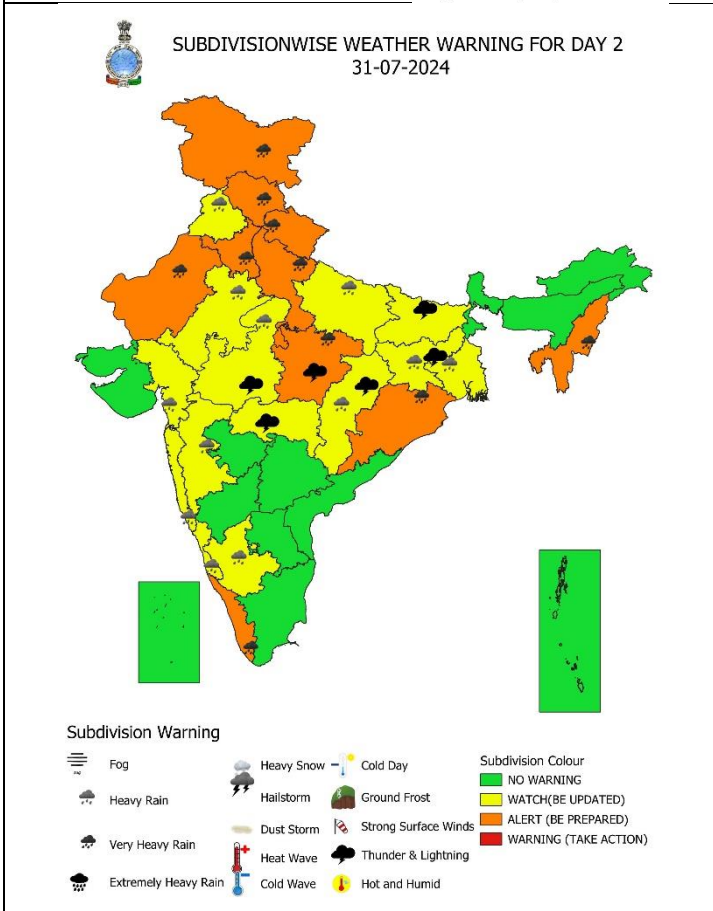 SUBDIVISIONWISE WEATHER WARNING FOR DAY 2
31-07-2024
Subdivision Warning
Fog
Heavy Rain
Very Heavy Rain
Extremely Heavy Rain
Heavy Snow
Hailstorm
Dust Storm
Heat Wave
Cold Wave
Cold Day
Ground Frost
Strong Surface Winds
Thunder & Lightning
Hot and Humid
Subdivision Colour
NO WARNING
WATCH(BE UPDATED)
ALERT (BE PREPARED)
WARNING (TAKE ACTION)